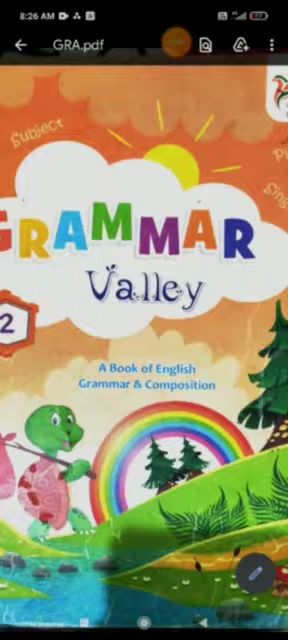 8:26 AM
GRA.pdf
Subject
GRAMMAR
Valley
2
A Book of English
Grammar & Composition